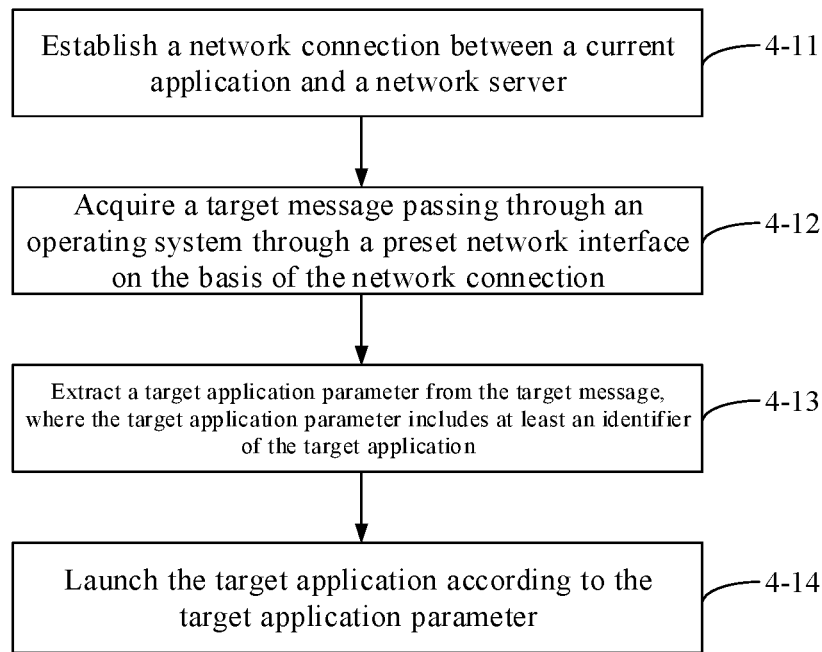 Establish a network connection between a current
application and a network server
4-11
Acquire a target message passing through an
operating system through a preset network interface
on the basis of the network connection
4-12
Extract a target application parameter from the target message,
where the target application parameter includes at least an identifier
of the target application
4-13
Launch the target application according to the
target application parameter
4-14